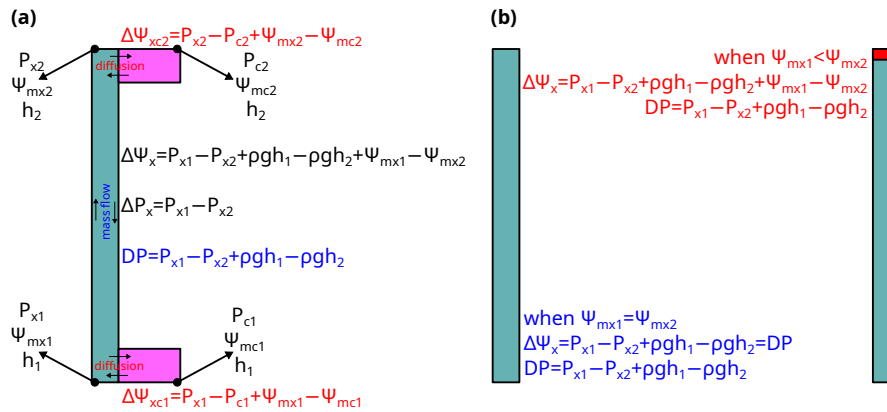 (a)
ΔΨxc2=Px2−Pc2+Ψmx2−Ψmc2
diffusion
Px2
Ψmx2
h2
Pc2
Ψmc2
h2
ΔΨx=Px1−Px2+ρgh1−ρgh2+Ψmx1−Ψmx2
mass flow
ΔPx=Px1−Px2
DP=Px1−Px2+ρgh1−ρgh2
Px1
Ψmx1
h1
Pc1
Ψmc1
h1
diffusion
ΔΨxc1=Px1−Pc1+Ψmx1−Ψmc1
(b)
when Ψmx1<Ψmx2
ΔΨx=Px1−Px2+ρgh1−ρgh2+Ψmx1−Ψmx2
DP=Px1−Px2+ρgh1−ρgh2
when Ψmx1=Ψmx2
ΔΨx=Px1−Px2+ρgh1−ρgh2=DP
DP=Px1−Px2+ρgh1−ρgh2